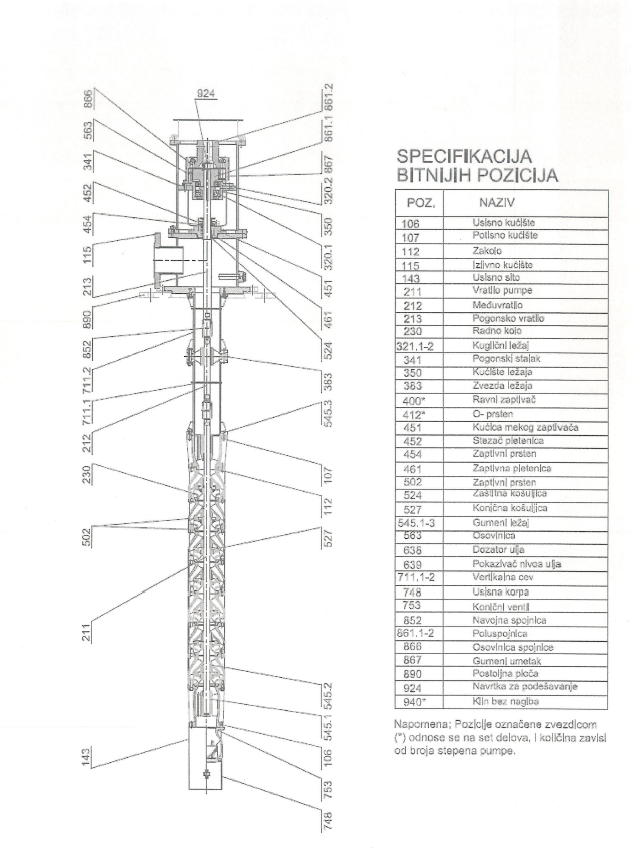 924
866
563
341
452
454
115
213
890
852
711.2
711.1
212
230
502
211
143
861.2
861.1
867
320.2
350
320.1
451
461
524
383
545.3
107
112
527
545.2
545.1
106
753
748
SPECIFIKACIJA
BITNIJIH POZICIJA
POZ. NAZIV
106 Usisno kućište
107 Potisno kućište
112 Zakolo
115 Izlivno kućište
143 Usisno sito
211 Vratilo pumpe
212 Međuvratilo
213 Pogonsko vratilo
230 Radno kolo
321.1-2 Kuglični ležaj
341 Pogonski stalak
350 Kućište ležaja
383 Zvezda ležaja
400* Ravni zaptivač
412* O- prsten
451 Kućica mekog zaptivača
452 Stezač pletenica
454 Zaptivni prsten
461 Zaptivna pletenica
502 Zaptivni prsten
524 Zaštitna košuljica
527 Konična košuljica
545.1-3 Gumeni ležaj
563 Osovinica
638 Dozator ulja
639 Pokazivač nivoa ulja
711.1-2 Vertikalna cev
748 Usisna korpa
753 Konični ventil
852 Navojna spojnica
861.1-2 Poluspojnica
866 Osovinica spojnice
867 Gumeni umetak
890 Postoljna ploča
924 Navrtka za podešavanje
940* Klin bez nagiba
Napomena; Pozicije označene zvezdicom
(*) odnose se na set delova, i količina zavisi
od broja stepena pumpe.